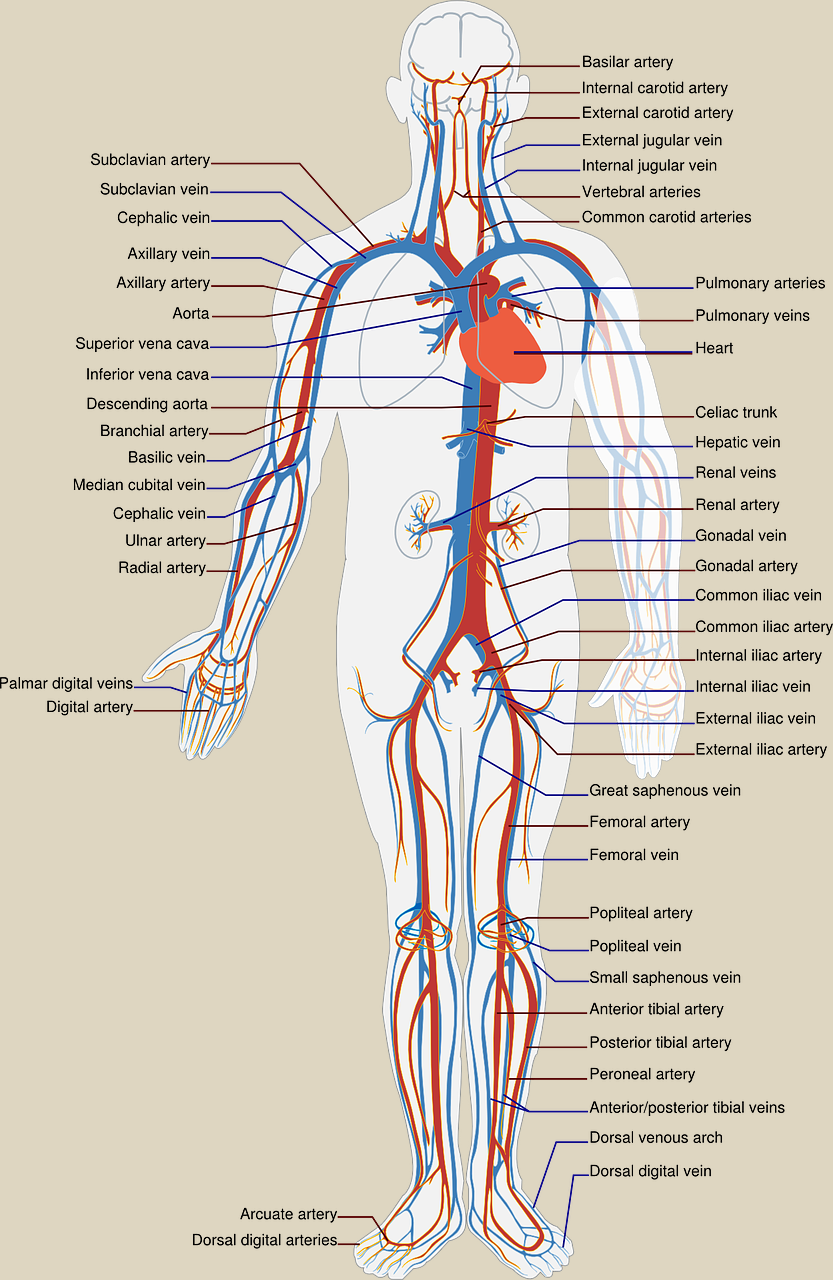 Basilar artery
Internal carotid artery
External carotid artery
External jugular vein
Internal jugular vein
Vertebral arteries
Common carotid arteries
Pulmonary arteries
Pulmonary veins
Heart
Celiac trunk
Hepatic vein
Renal veins
Renal artery
Gonadal vein
Gonadal artery
Common iliac vein
Common iliac artery
Internal iliac artery
Internal iliac vein
External iliac vein
External iliac artery
Great saphenous vein
Femoral artery
Femoral vein
Popliteal artery
Popliteal vein
Small saphenous vein
Anterior tibial artery
Posterior tibial artery
Peroneal artery
Anterior/posterior tibial veins
Dorsal venous arch
Dorsal digital vein
Subclavian artery
Subclavian vein
Cephalic vein
Axillary vein
Axillary artery
Aorta
Superior vena cava
Inferior vena cava
Descending aorta
Branchial artery
Basilic vein
Median cubital vein
Cephalic vein
Ulnar artery
Radial artery
Palmar digital veins
Digital artery
Arcuate artery
Dorsal digital arteries